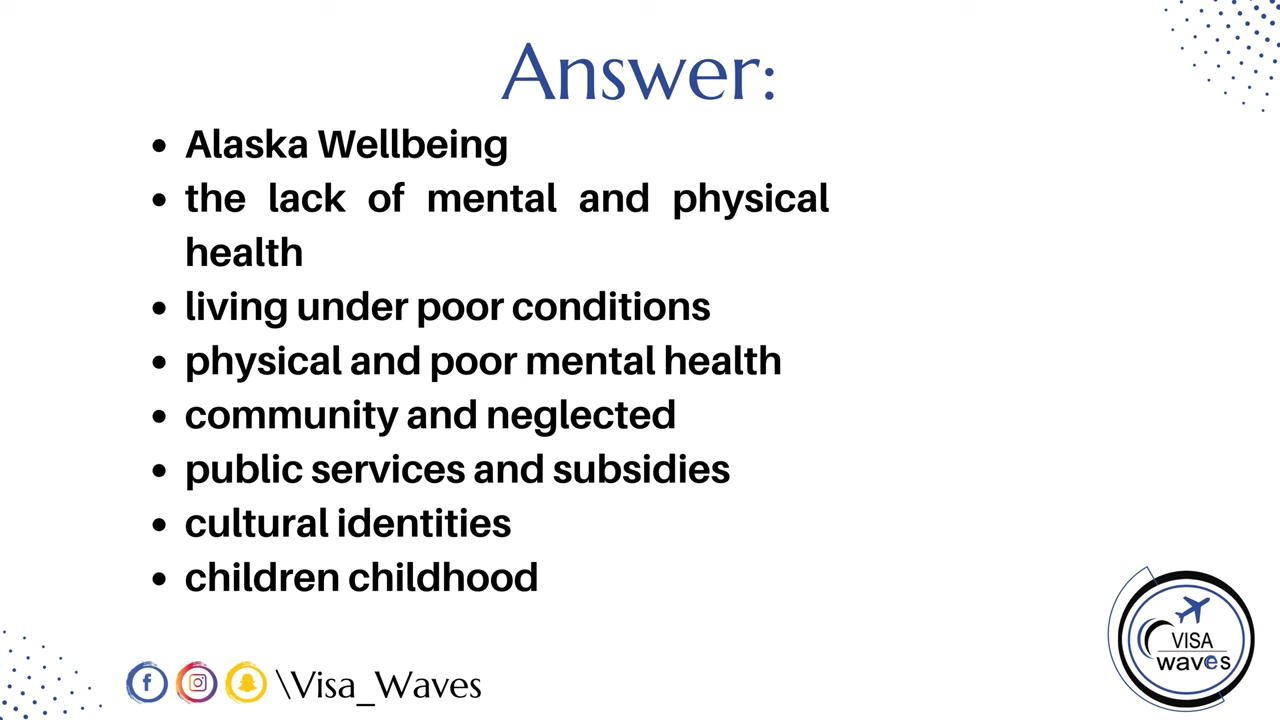 Answer:
• Alaska Wellbeing
• the lack of mental and physical
health
• living under poor conditions
• physical and poor mental health
• community and neglected
• public services and subsidies
• cultural identities
• children childhood
\Visa_Waves
VISA
waves